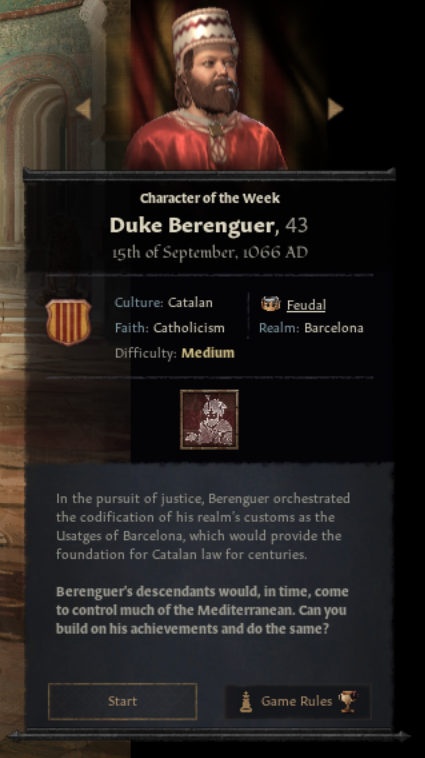 Character of the Week
Duke Berenguer, 43
15th of September, 1066 AD
Culture: Catalan
Faith: Catholicism
Difficulty: Medium
Feudal
Realm: Barcelona
In the pursuit of justice, Berenguer orchestrated
the codification of his realm's customs as the
Usatges of Barcelona, which would provide the
foundation for Catalan law for centuries.
Berenguer's descendants would, in time, come
to control much of the Mediterranean. Can you
build on his achievements and do the same?
Start
Game Rules